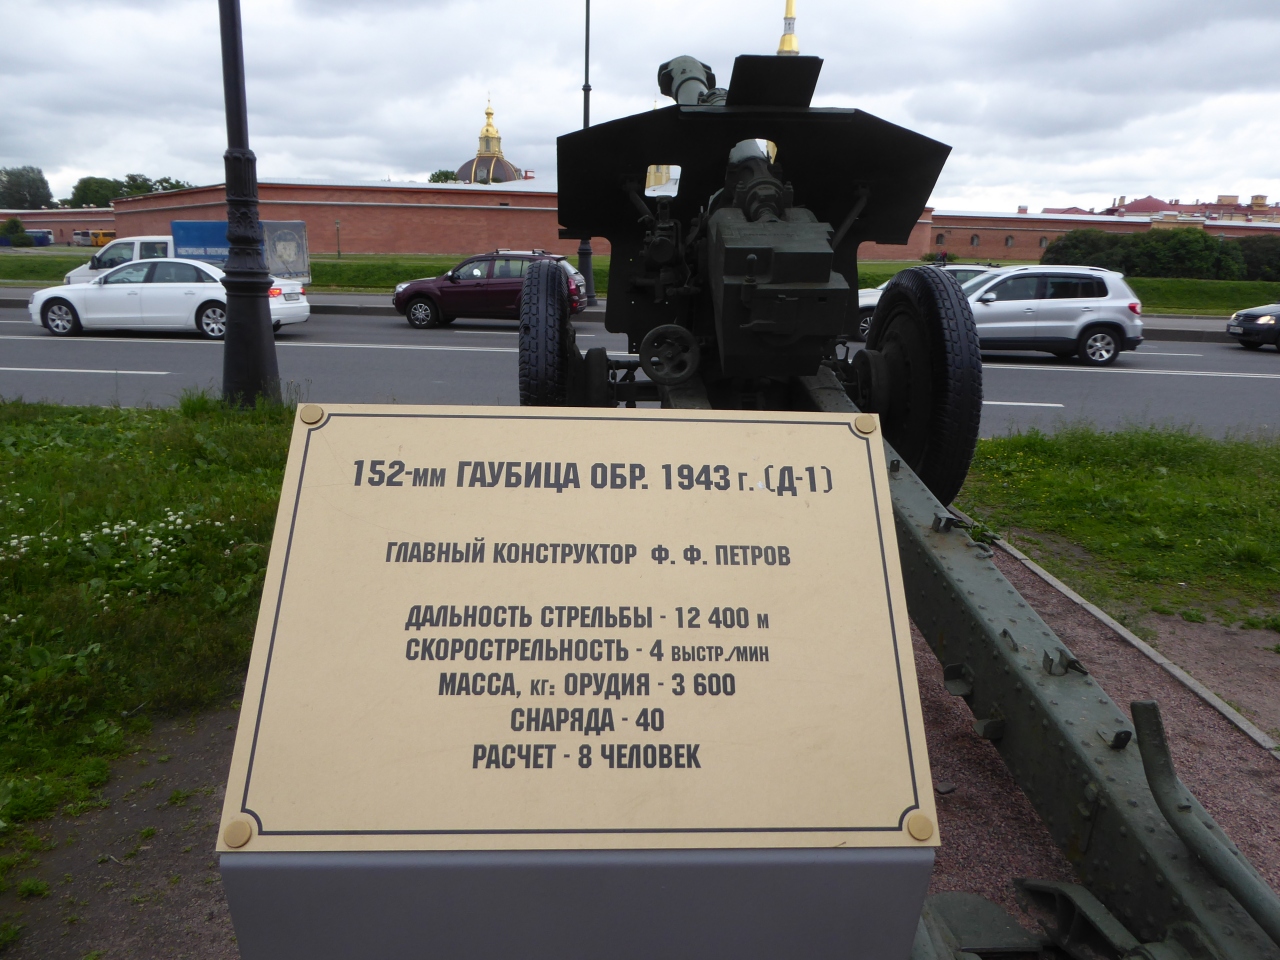 152-мм ГАУБИЦА ОБР. 1943 г. (Д-1)
ГЛАВНЫЙ КОНСТРУКТОР Ф. Ф. ПЕТРОВ
ДАЛЬНОСТЬ СТРЕЛЬБЫ - 12 400 м
СКОРОСТРЕЛЬНОСТЬ - 4 ВЫСТР./МИН
МАССА, кг: ОРУДИЯ - 3 600
СНАРЯДА - 40
РАСЧЕТ - 8 ЧЕЛОВЕК